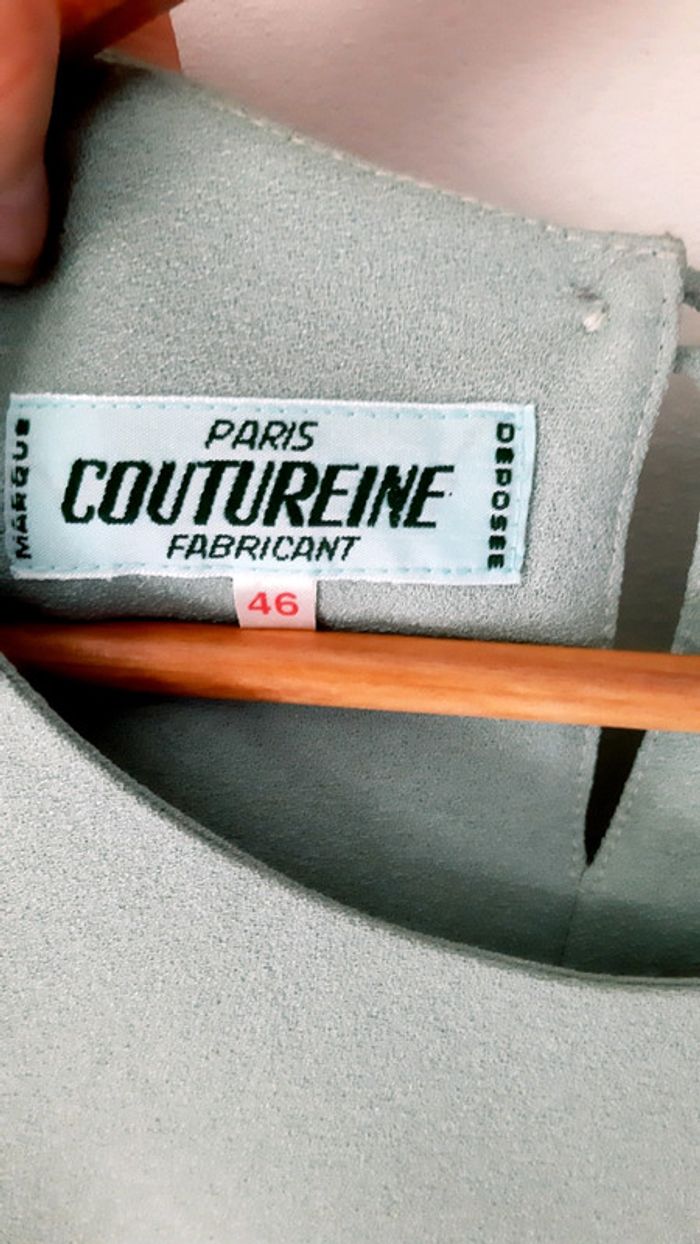 MARQUE
PARIS
COUTUREINE
FABRICANT
DEPOSEE
46